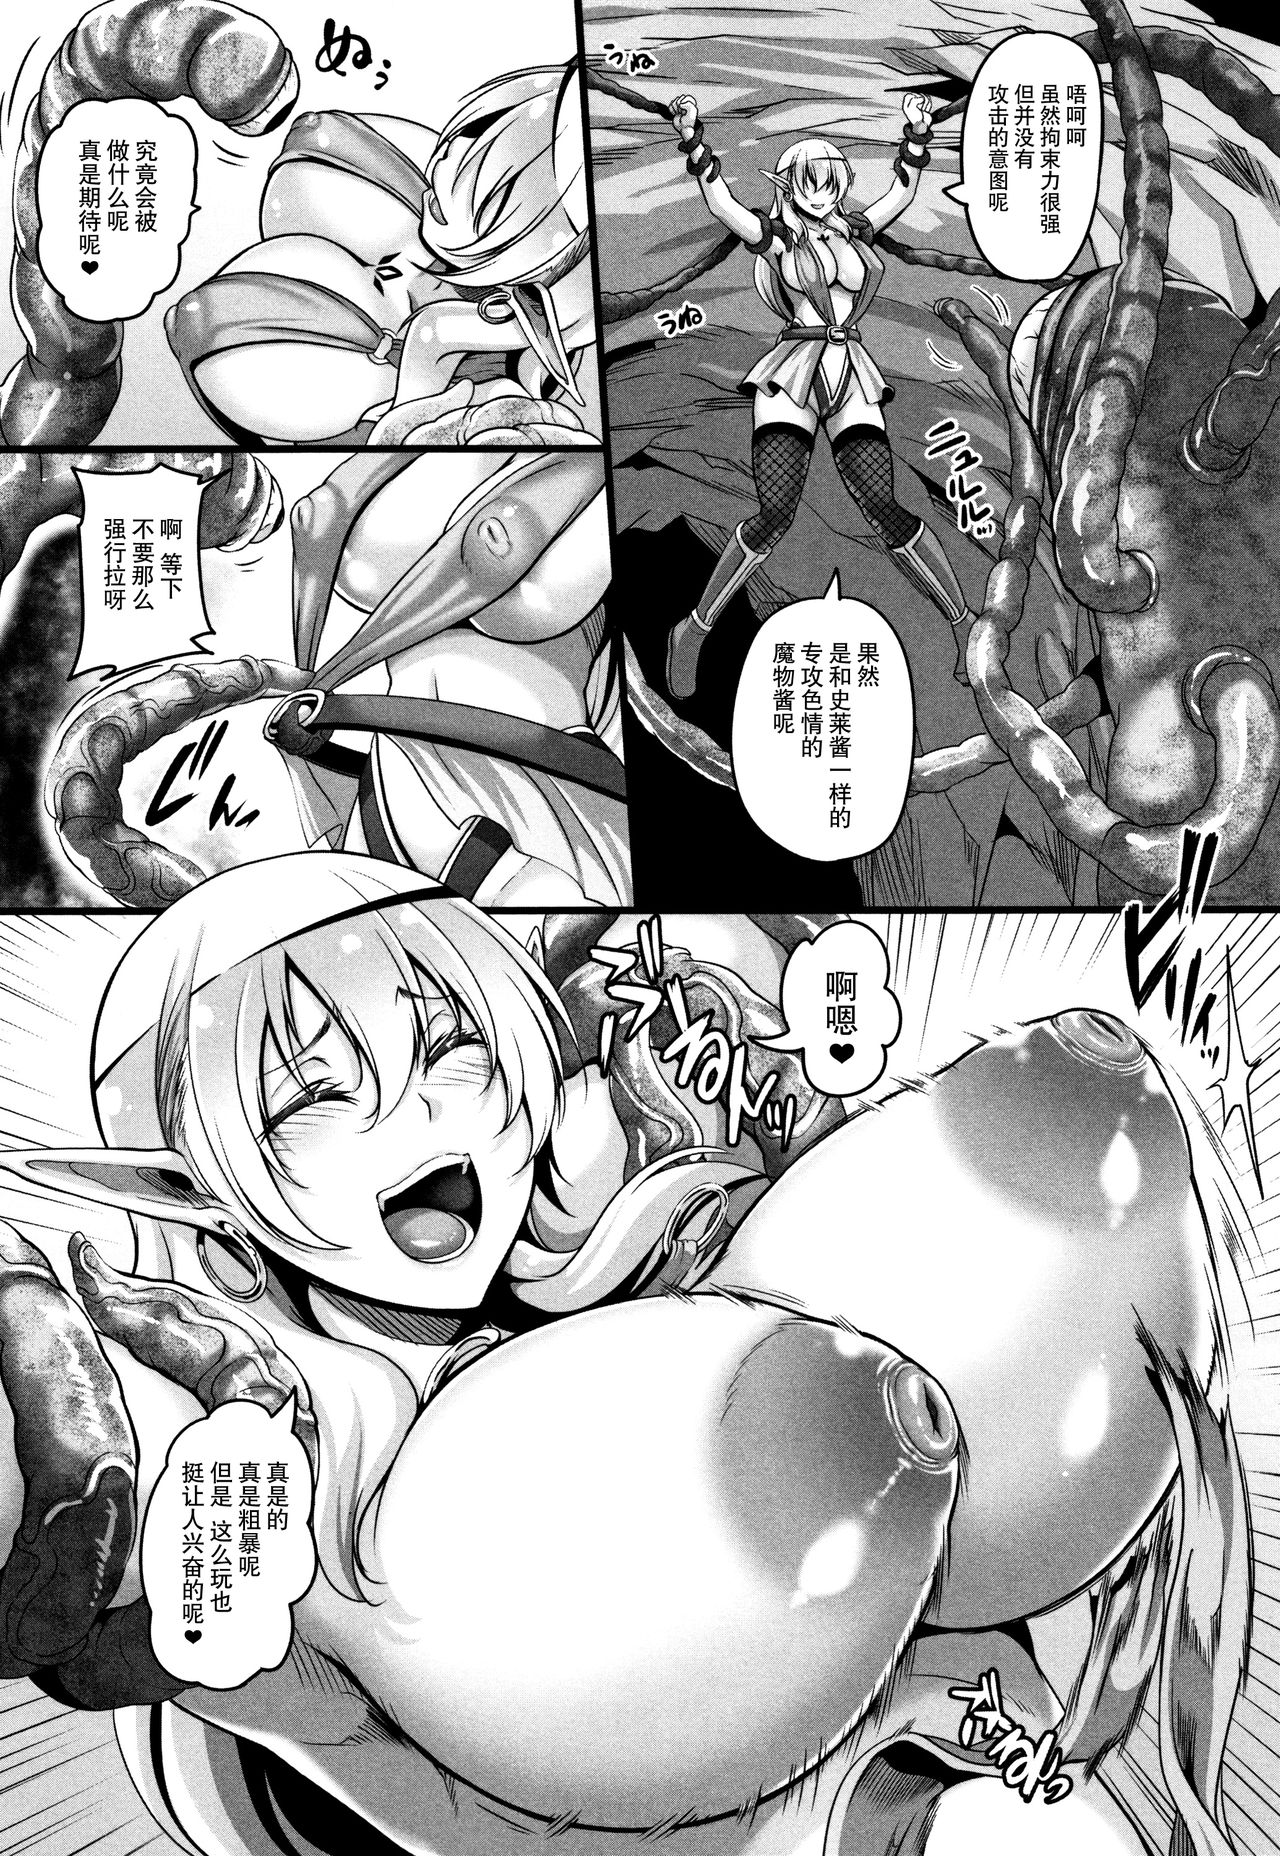 唔呵呵
虽然拘束力很强
但并没有
攻击的意图呢
うね
うね
ニュルルッ
果然
是和史莱酱一样的
专攻色情的
魔物酱呢
ぬぅ
究竟会被
做什么呢
真是期待呢♥
啊 等下
不要那么
强行拉呀
啊嗯♥
真是的
真是粗暴呢
但是 这么玩也
挺让人兴奋的呢♥